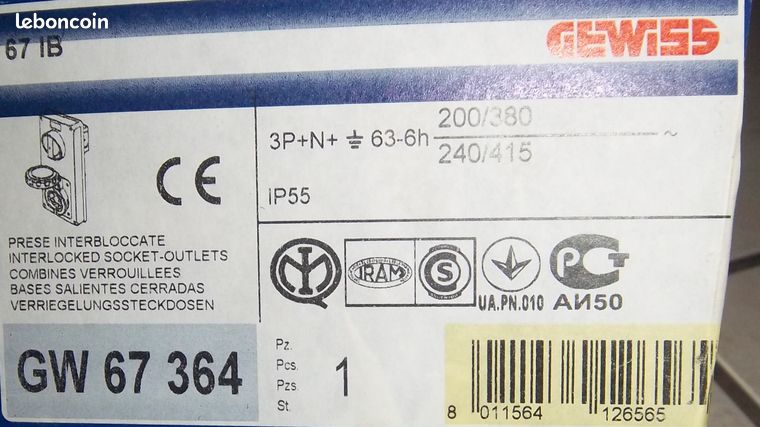 leboncoin
67 IB
GEWISS
3P+N+⏚ 63-6h 200/380 ~
240/415
IP55
CE
PRESE INTERBLOCCATE
INTERLOCKED SOCKET-OUTLETS
COMBINES VERROUILLEES
BASES SALIENTES CERRADAS
VERRIEGELUNGSSTECKDOSEN
IRAM
UA.PN.010
АИ50
GW 67 364
Pz.
Pcs.
Pzs.
St.
1
8 011564 126565